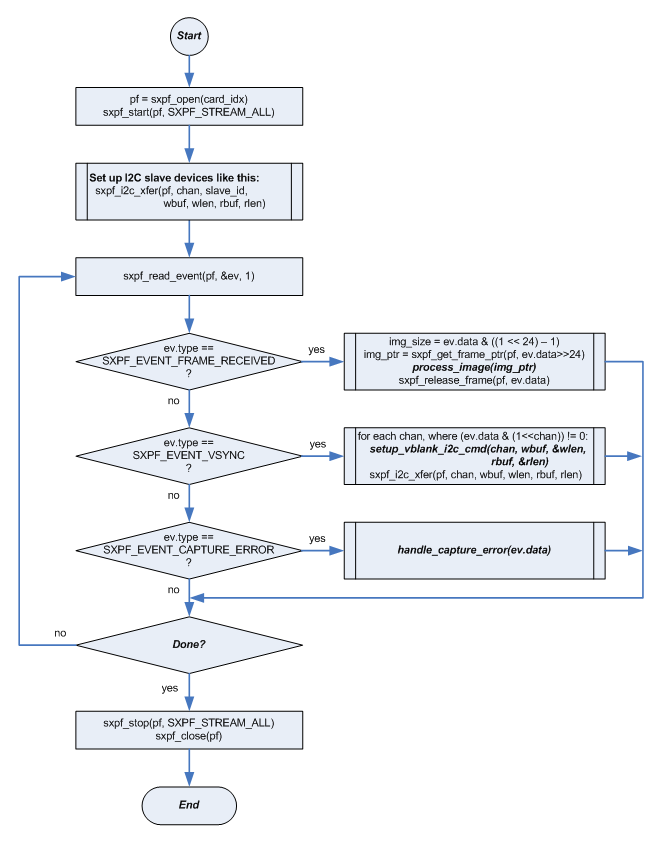 Start
pf = sxpf_open(card_idx)
sxpf_start(pf, SXPF_STREAM_ALL)
Set up I2C slave devices like this:
sxpf_i2c_xfer(pf, chan, slave_id,
wbuf, wlen, rbuf, rlen)
sxpf_read_event(pf, &ev, 1)
ev.type ==
SXPF_EVENT_FRAME_RECEIVED
?
yes
img_size = ev.data & ((1 << 24) – 1)
img_ptr = sxpf_get_frame_ptr(pf, ev.data>>24)
process_image(img_ptr)
sxpf_release_frame(pf, ev.data)
no
ev.type ==
SXPF_EVENT_VSYNC
?
yes
for each chan, where (ev.data & (1<<chan)) != 0:
setup_vblank_i2c_cmd(chan, wbuf, &wlen,
rbuf, &rlen)
sxpf_i2c_xfer(pf, chan, wbuf, wlen, rbuf, rlen)
no
ev.type ==
SXPF_EVENT_CAPTURE_ERROR
?
yes
handle_capture_error(ev.data)
no
Done?
no
yes
sxpf_stop(pf, SXPF_STREAM_ALL)
sxpf_close(pf)
End